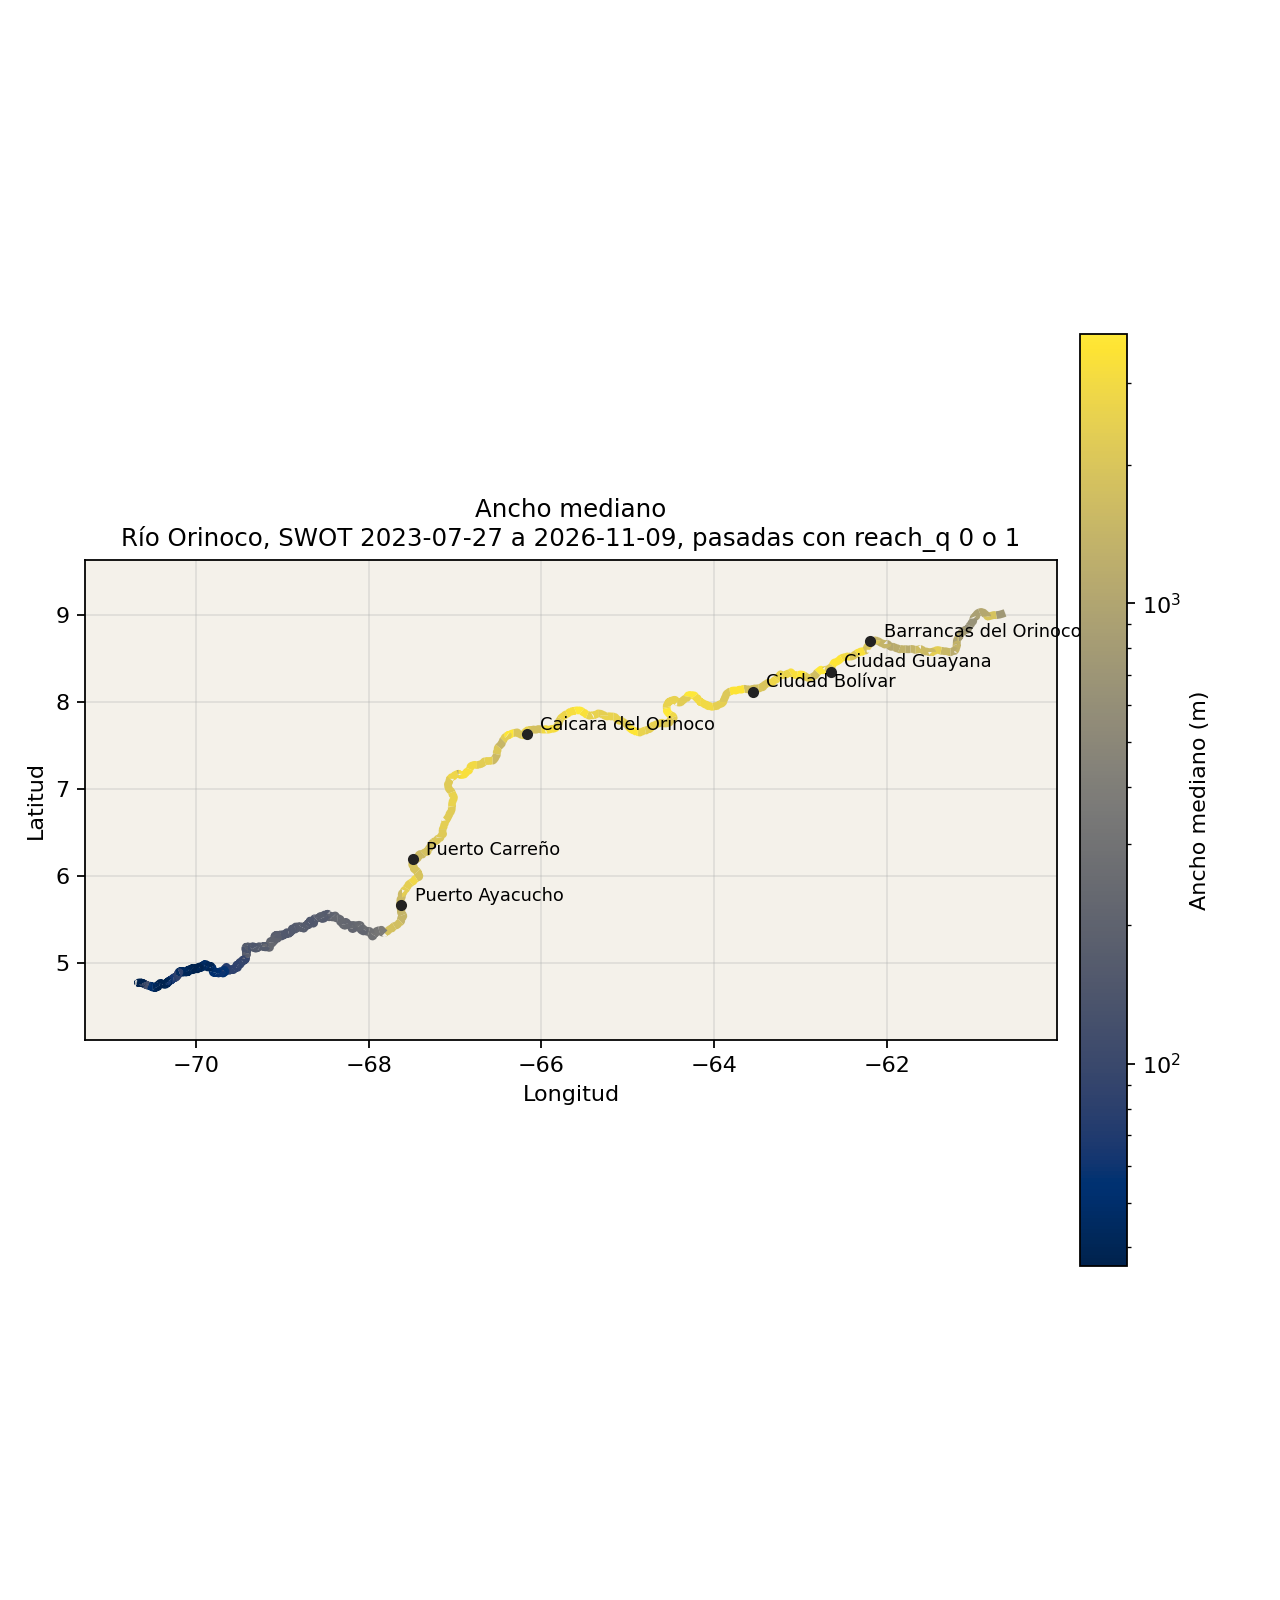 Ancho mediano
Río Orinoco, SWOT 2023-07-27 a 2026-11-09, pasadas con reach_q 0 o 1
Latitud
9
8
7
6
5
Barrancas del Orinoco
Ciudad Guayana
Ciudad Bolívar
Caicara del Orinoco
Puerto Carreño
Puerto Ayacucho
−70
−68
−66
−64
−62
Longitud
10³
10²
Ancho mediano (m)